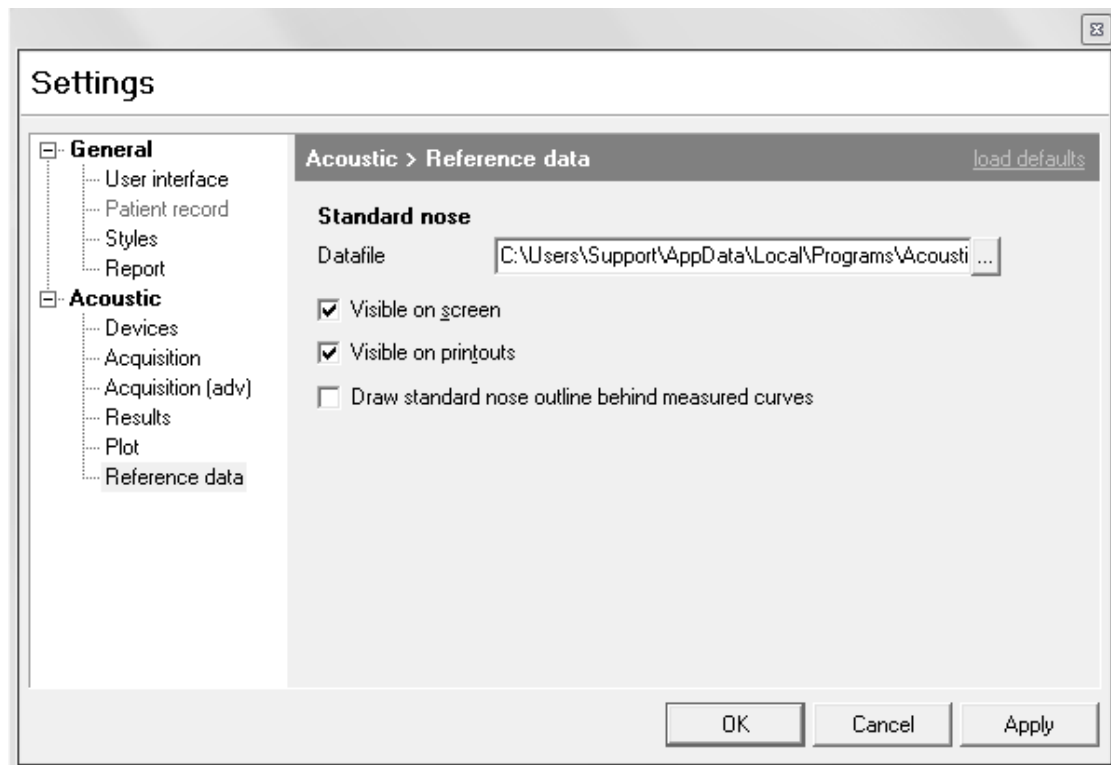 Settings
General
User interface
Patient record
Styles
Report
Acoustic
Devices
Acquisition
Acquisition (adv)
Results
Plot
Reference data
Acoustic > Reference data
load defaults
Standard nose
Datafile
C:\Users\Support\AppData\Local\Programs\Acousti
...
Visible on screen
Visible on printouts
Draw standard nose outline behind measured curves
OK
Cancel
Apply